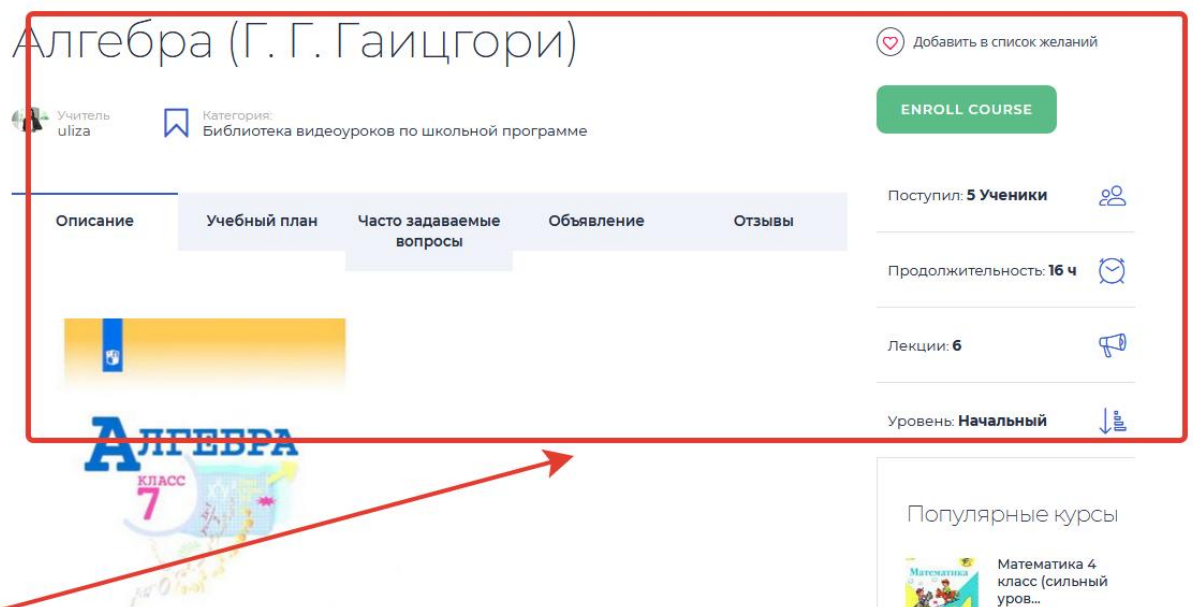 Алгебра (Г. Г. Гаицгори)
Учитель
uliza
Категория:
Библиотека видеоуроков по школьной программе
Описание
Учебный план
Часто задаваемые
вопросы
Объявление
Отзывы
АЛГЕБРА
КЛАСС
7
Добавить в список желаний
ENROLL COURSE
Поступил: 5 Ученики
Продолжительность: 16 ч
Лекции: 6
Уровень: Начальный
Популярные курсы
Математика
Математика 4
класс (сильный
уров...